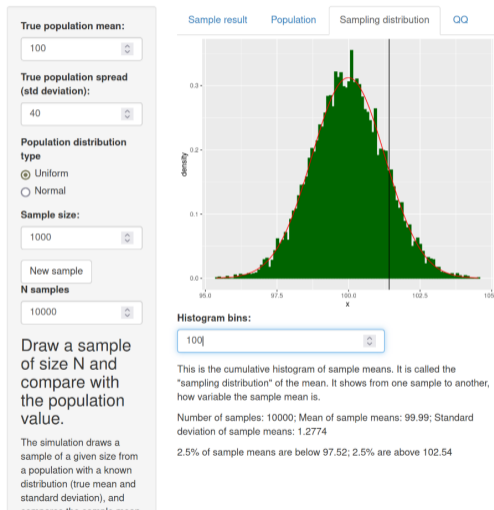 True population mean:
100
True population spread
(std deviation):
40
Population distribution
type
Uniform
Normal
Sample size:
1000
New sample
N samples
10000
Draw a sample
of size N and
compare with
the population
value.
The simulation draws a
sample of a given size from
a population with a known
distribution (true mean and
standard deviation), and
Sample result
Population
Sampling distribution
QQ
0.3
0.2
0.1
0.0
density
95.0
97.5
100.0
102.5
105
x
Histogram bins:
100
This is the cumulative histogram of sample means. It is called the
"sampling distribution" of the mean. It shows from one sample to another,
how variable the sample mean is.
Number of samples: 10000; Mean of sample means: 99.99; Standard
deviation of sample means: 1.2774
2.5% of sample means are below 97.52; 2.5% are above 102.54